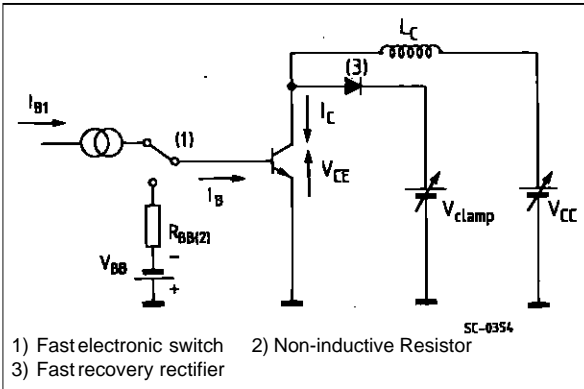 L_C
(3)
I_B1
I_C
(1)
V_CE
I_B
V_clamp
V_CC
R_BB(2)
V_BB
-
+
SC-0354
1) Fast electronic switch 2) Non-inductive Resistor
3) Fast recovery rectifier